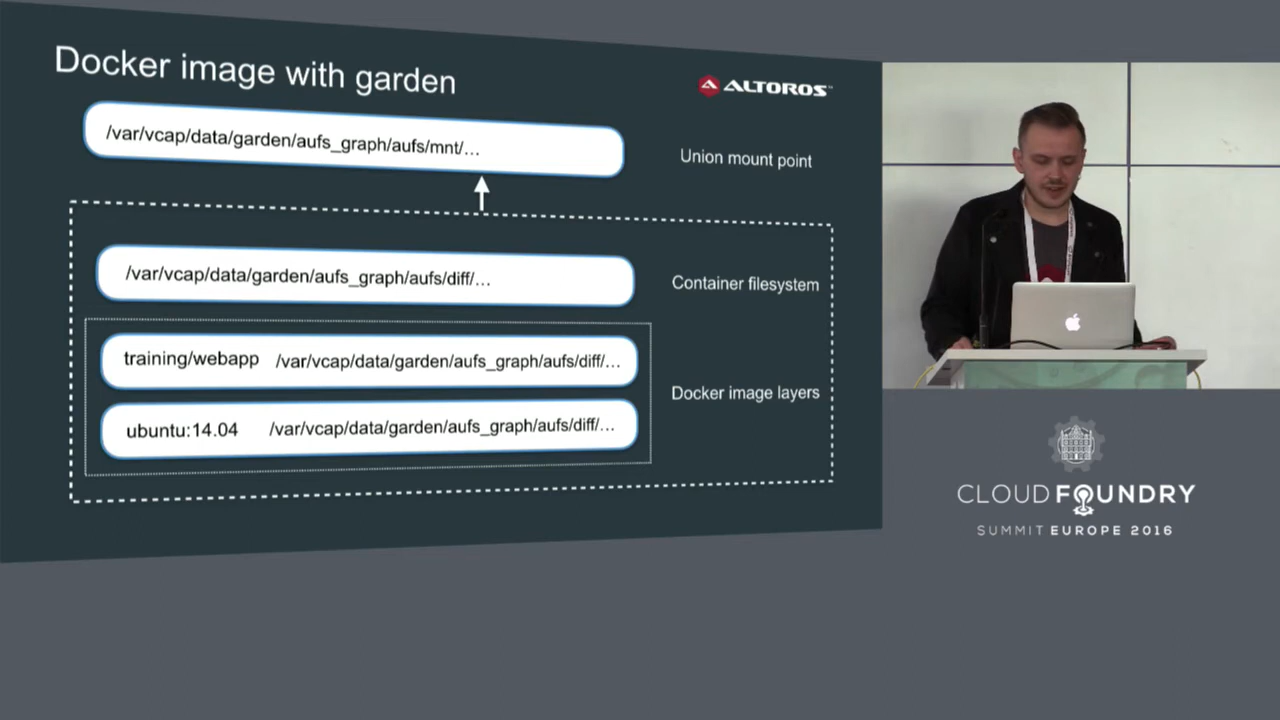 Docker image with garden
ALTOROS
/var/vcap/data/garden/aufs_graph/aufs/mnt/...
Union mount point
/var/vcap/data/garden/aufs_graph/aufs/diff/...
Container filesystem
training/webapp /var/vcap/data/garden/aufs_graph/aufs/diff/...
Docker image layers
ubuntu:14.04 /var/vcap/data/garden/aufs_graph/aufs/diff/...
CLOUD FOUNDRY
SUMMIT EUROPE 2016